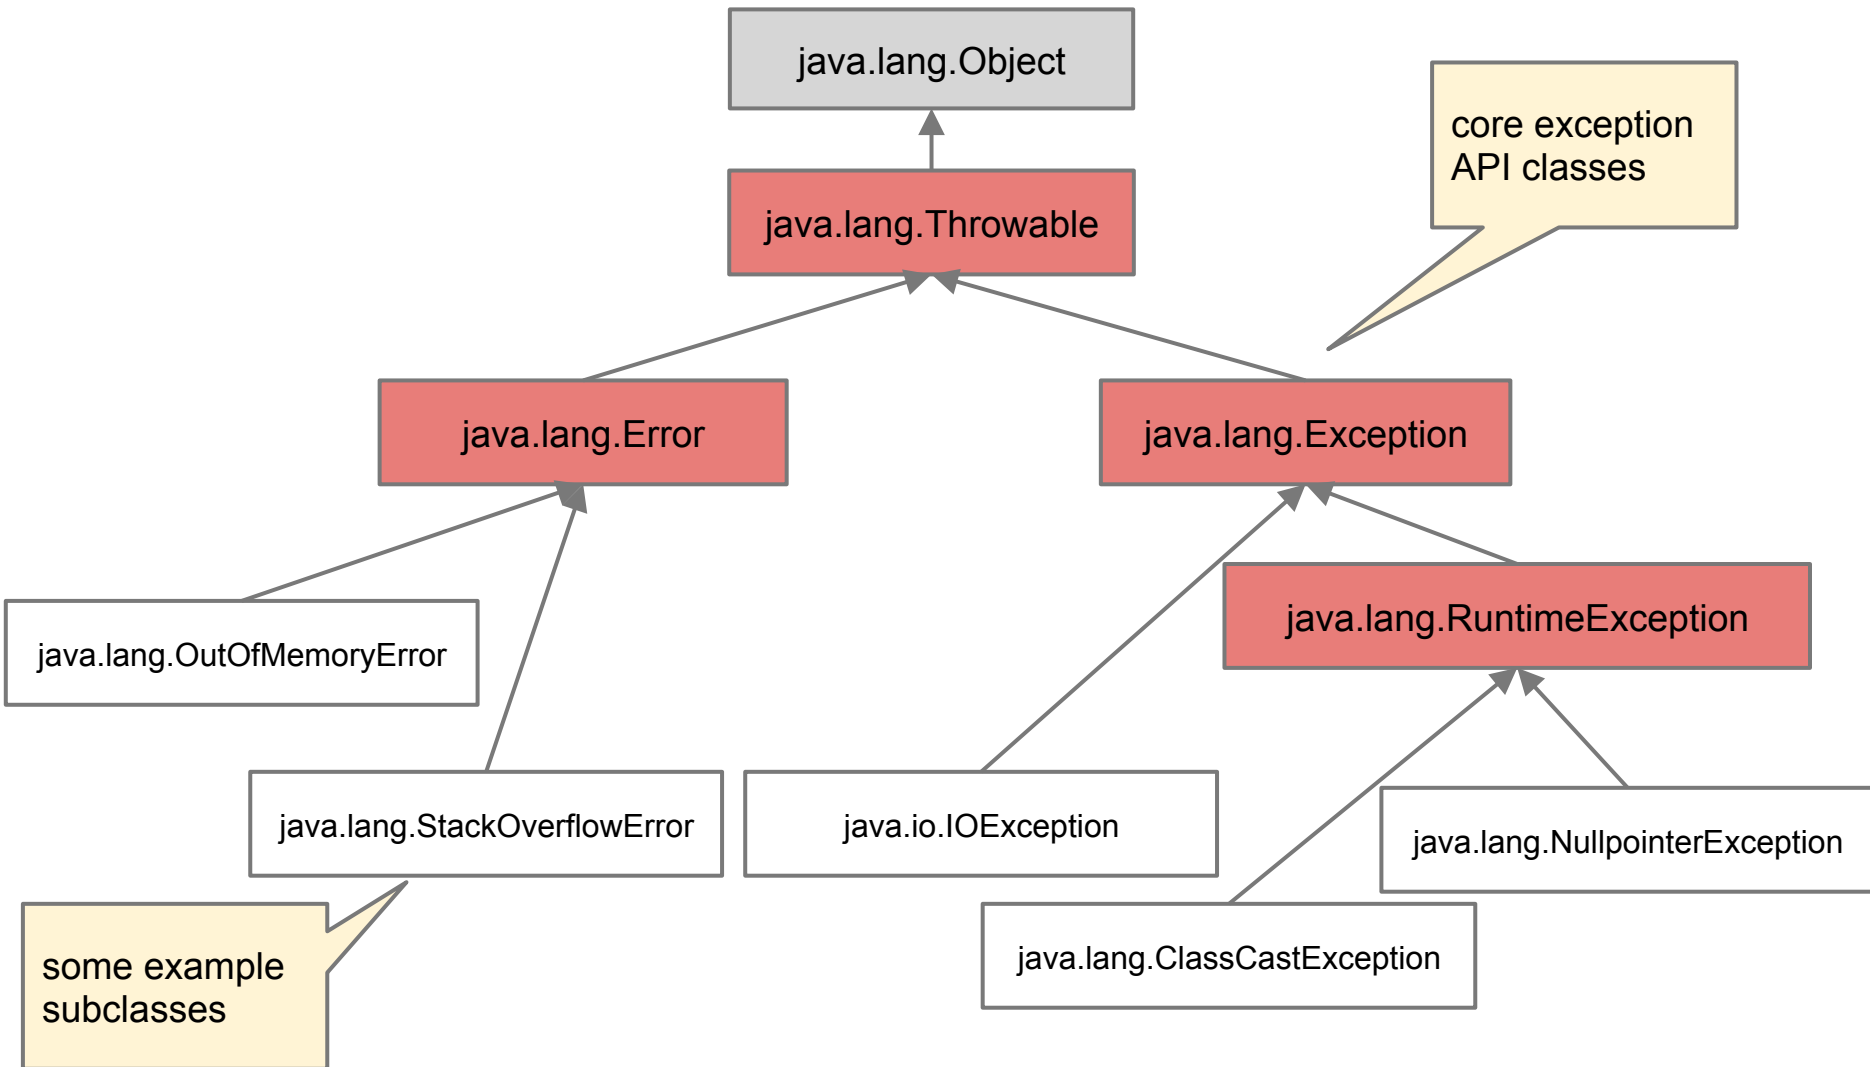 java.lang.Object
core exception
API classes
java.lang.Throwable
java.lang.Error
java.lang.Exception
java.lang.RuntimeException
java.lang.OutOfMemoryError
java.lang.StackOverflowError
java.io.IOException
java.lang.NullpointerException
java.lang.ClassCastException
some example
subclasses